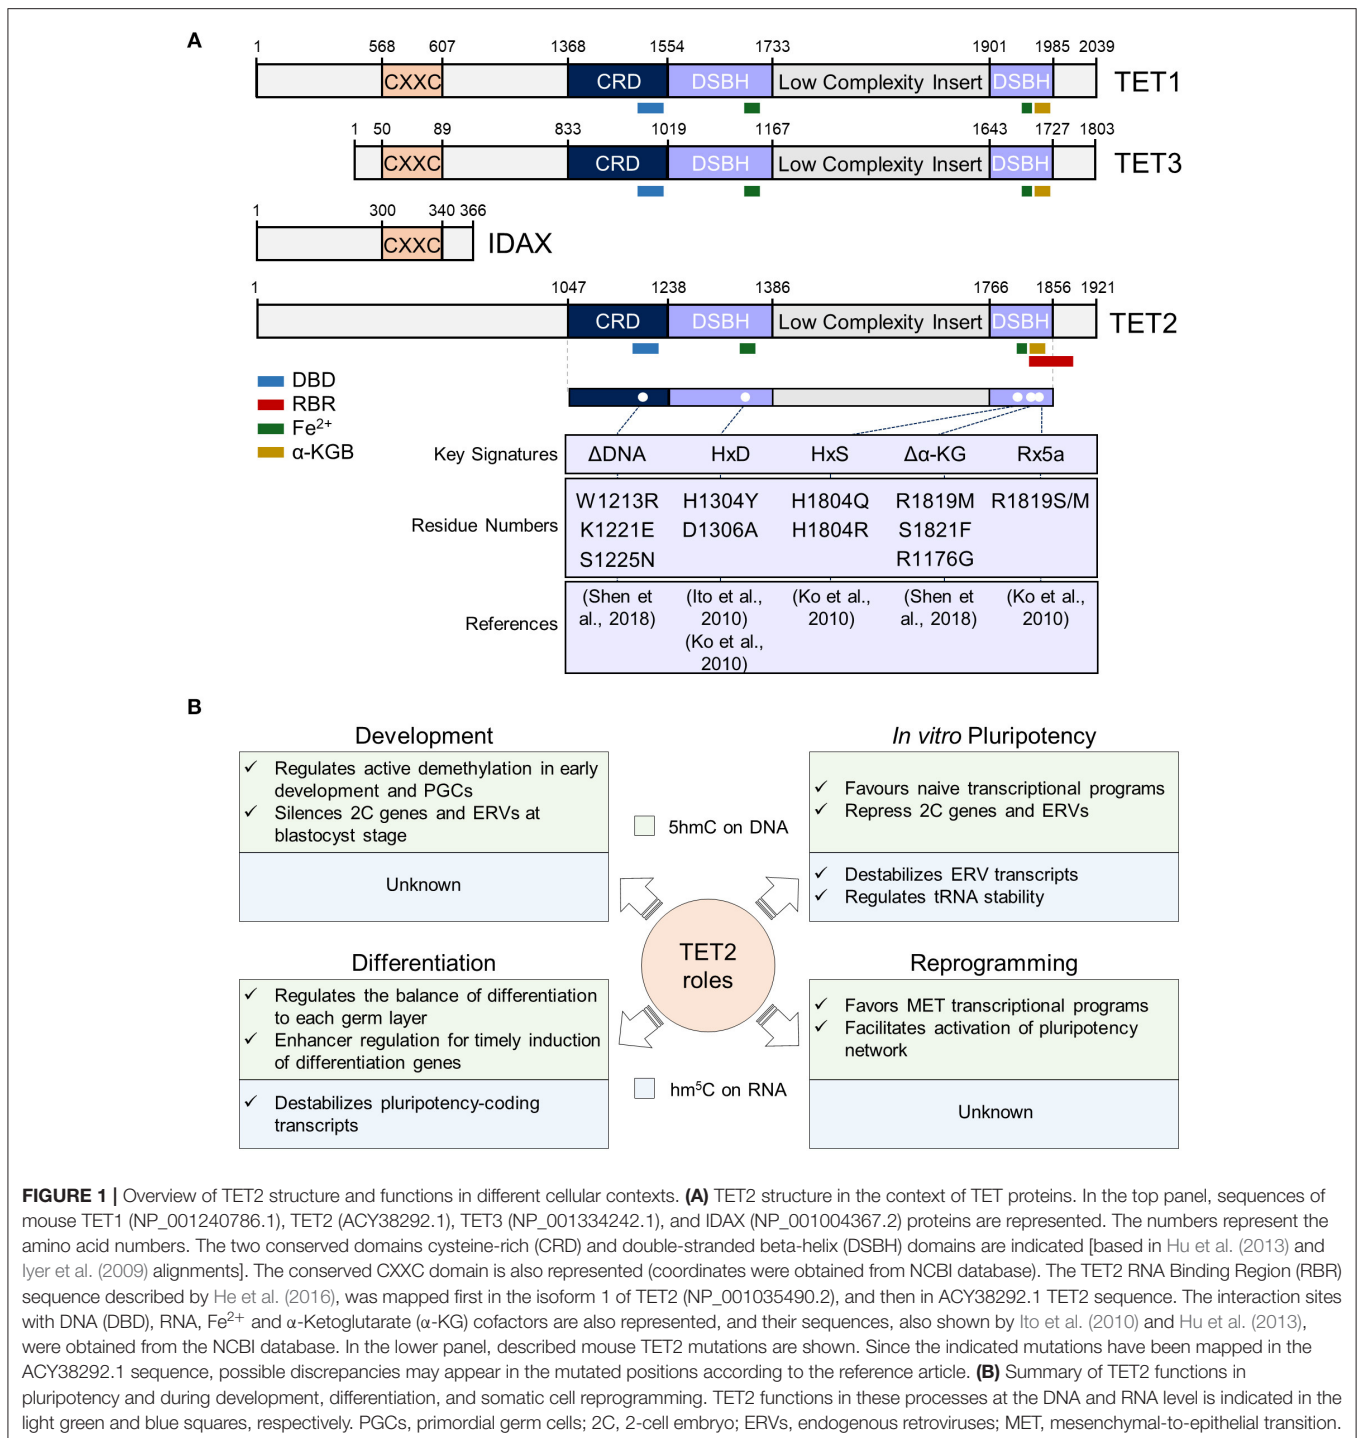 A
1 568 607 1368 1554 1733 1901 1985 2039
CXXC CRD DSBH Low Complexity Insert DSBH TET1
1 50 89 833 1019 1167 1643 1727 1803
CXXC CRD DSBH Low Complexity Insert DSBH TET3
1 300 340 366
CXXC IDAX
1 1047 1238 1386 1766 1856 1921
CRD DSBH Low Complexity Insert DSBH TET2
DBD
RBR
Fe²⁺
α-KGB
Key Signatures ΔDNA HxD HxS Δα-KG Rx5a
Residue Numbers
W1213R H1304Y H1804Q R1819M R1819S/M
K1221E D1306A H1804R S1821F
S1225N R1176G
References
(Shen et (Ito et al., (Ko et al., (Shen et (Ko et al.,
al., 2018) 2010) 2010) al., 2018) 2010)
(Ko et al.,
2010)
B
Development
✓ Regulates active demethylation in early
development and PGCs
✓ Silences 2C genes and ERVs at
blastocyst stage
Unknown
In vitro Pluripotency
✓ Favours naive transcriptional programs
✓ Repress 2C genes and ERVs
✓ Destabilizes ERV transcripts
✓ Regulates tRNA stability
5hmC on DNA
TET2
roles
hm⁵C on RNA
Differentiation
✓ Regulates the balance of differentiation
to each germ layer
✓ Enhancer regulation for timely induction
of differentiation genes
✓ Destabilizes pluripotency-coding
transcripts
Reprogramming
✓ Favors MET transcriptional programs
✓ Facilitates activation of pluripotency
network
Unknown
FIGURE 1 | Overview of TET2 structure and functions in different cellular contexts. (A) TET2 structure in the context of TET proteins. In the top panel, sequences of
mouse TET1 (NP_001240786.1), TET2 (ACY38292.1), TET3 (NP_001334242.1), and IDAX (NP_001004367.2) proteins are represented. The numbers represent the
amino acid numbers. The two conserved domains cysteine-rich (CRD) and double-stranded beta-helix (DSBH) domains are indicated [based in Hu et al. (2013) and
Iyer et al. (2009) alignments]. The conserved CXXC domain is also represented (coordinates were obtained from NCBI database). The TET2 RNA Binding Region (RBR)
sequence described by He et al. (2016), was mapped first in the isoform 1 of TET2 (NP_001035490.2), and then in ACY38292.1 TET2 sequence. The interaction sites
with DNA (DBD), RNA, Fe²⁺ and α-Ketoglutarate (α-KG) cofactors are also represented, and their sequences, also shown by Ito et al. (2010) and Hu et al. (2013),
were obtained from the NCBI database. In the lower panel, described mouse TET2 mutations are shown. Since the indicated mutations have been mapped in the
ACY38292.1 sequence, possible discrepancies may appear in the mutated positions according to the reference article. (B) Summary of TET2 functions in
pluripotency and during development, differentiation, and somatic cell reprogramming. TET2 functions in these processes at the DNA and RNA level is indicated in the
light green and blue squares, respectively. PGCs, primordial germ cells; 2C, 2-cell embryo; ERVs, endogenous retroviruses; MET, mesenchymal-to-epithelial transition.